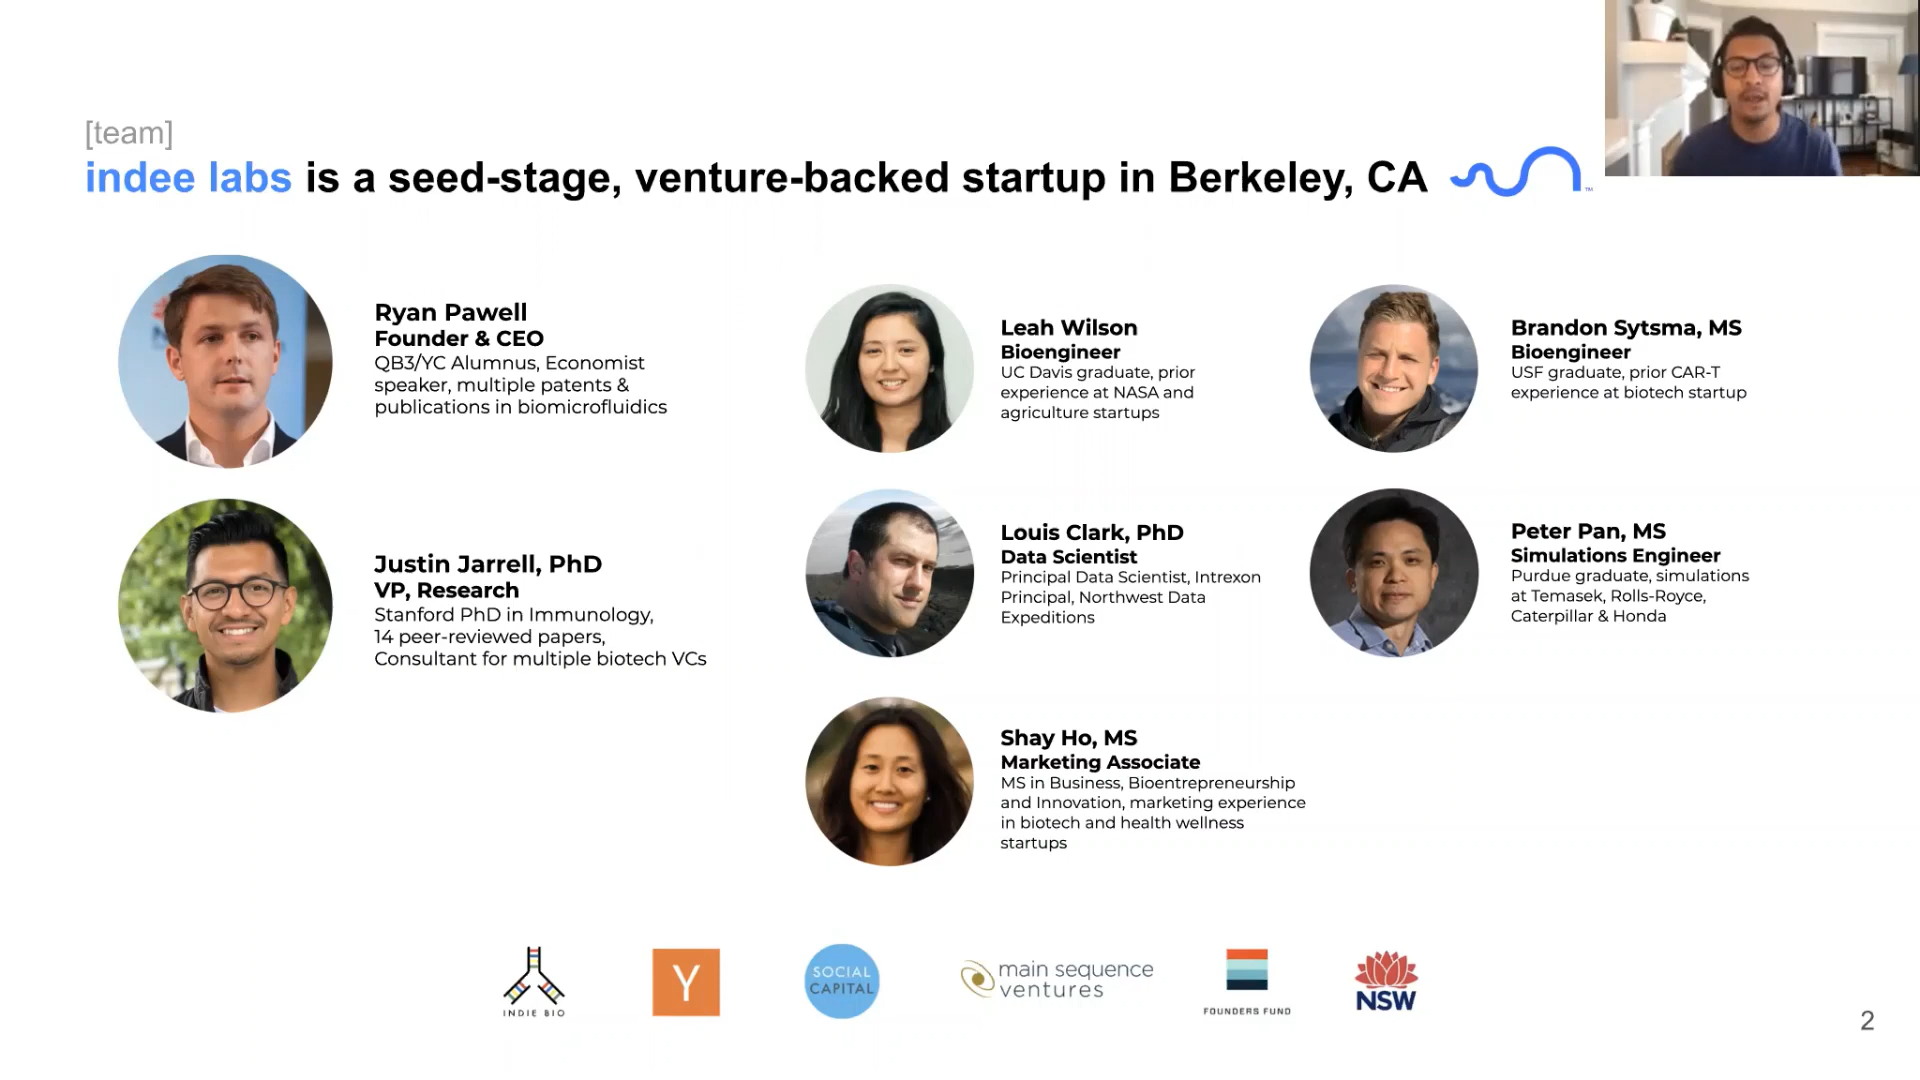 [team]
indee labs is a seed-stage, venture-backed startup in Berkeley, CA
TM
Ryan Pawell
Founder & CEO
QB3/YC Alumnus, Economist
speaker, multiple patents &
publications in biomicrofluidics
Justin Jarrell, PhD
VP, Research
Stanford PhD in Immunology,
14 peer-reviewed papers,
Consultant for multiple biotech VCs
Leah Wilson
Bioengineer
UC Davis graduate, prior
experience at NASA and
agriculture startups
Louis Clark, PhD
Data Scientist
Principal Data Scientist, Intrexon
Principal, Northwest Data
Expeditions
Shay Ho, MS
Marketing Associate
MS in Business, Bioentrepreneurship
and Innovation, marketing experience
in biotech and health wellness
startups
Brandon Sytsma, MS
Bioengineer
USF graduate, prior CAR-T
experience at biotech startup
Peter Pan, MS
Simulations Engineer
Purdue graduate, simulations
at Temasek, Rolls-Royce,
Caterpillar & Honda
INDIE BIO
Y
SOCIAL
CAPITAL
main sequence
ventures
FOUNDERS FUND
NSW
2